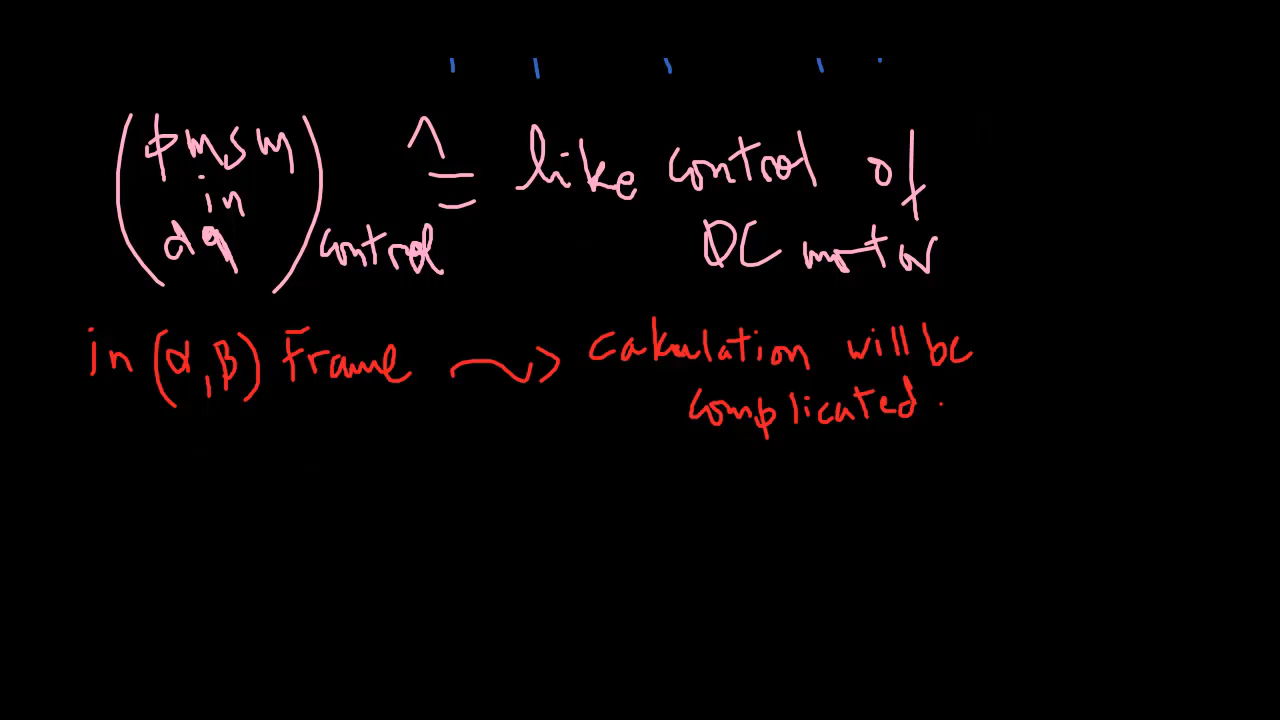 (pmsm in dq) control ≙ like control of DC motor
in (α, β) Frame ⇝ calculation will be complicated.